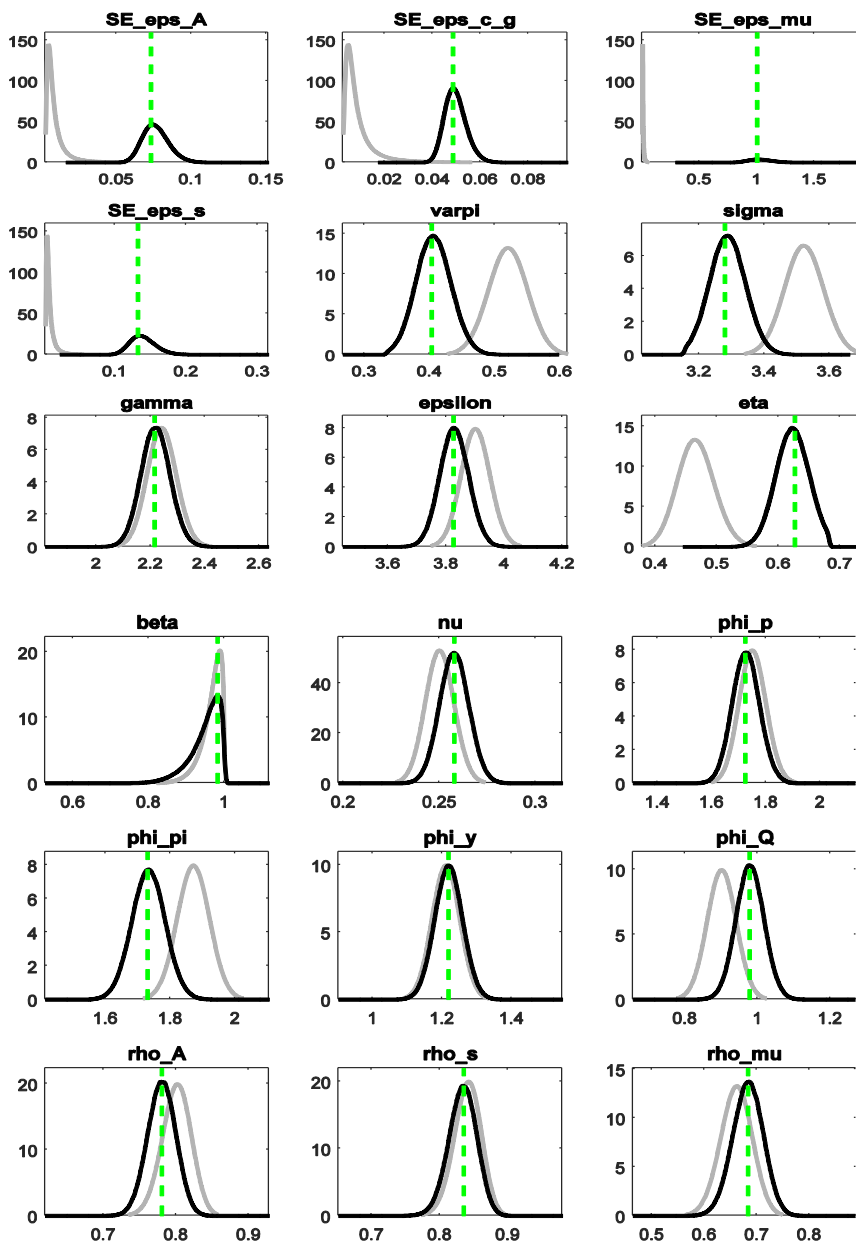 SE_eps_A SE_eps_c_g SE_eps_mu
150 150 150
100 100 100
50 50 50
0 0 0
0.05 0.1 0.15 0.02 0.04 0.06 0.08 0.5 1 1.5
SE_eps_s varpi sigma
150 15 6
100 10 4
50 5 2
0 0 0
0.1 0.2 0.3 0.3 0.4 0.5 0.6 3.2 3.4 3.6
gamma epsilon eta
8 8 15
6 6 10
4 4 5
2 2
0 0 0
2 2.2 2.4 2.6 3.6 3.8 4 4.2 0.4 0.5 0.6 0.7
beta nu phi_p
20 40 8
10 20 6
4
2
0 0 0
0.6 0.8 1 0.2 0.25 0.3 1.4 1.6 1.8 2
phi_pi phi_y phi_Q
8 10 10
6 5 5
4
2
0 0 0
1.6 1.8 2 1 1.2 1.4 0.8 1 1.2
rho_A rho_s rho_mu
20 20 15
10 10 10
5
0 0 0
0.7 0.8 0.9 0.7 0.8 0.9 0.5 0.6 0.7 0.8